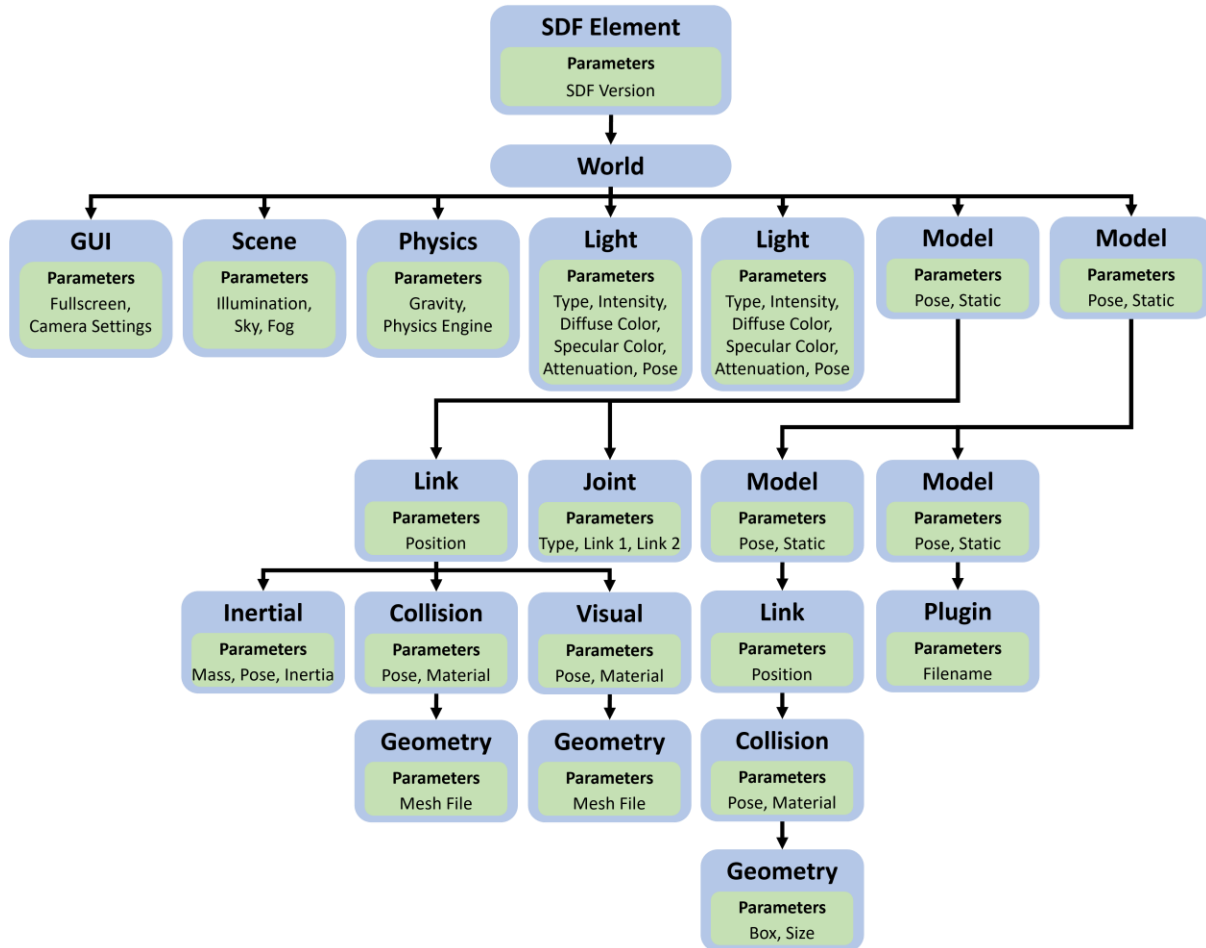 SDF Element
Parameters
SDF Version
World
GUI
Parameters
Fullscreen,
Camera Settings
Scene
Parameters
Illumination,
Sky, Fog
Physics
Parameters
Gravity,
Physics Engine
Light
Parameters
Type, Intensity,
Diffuse Color,
Specular Color,
Attenuation, Pose
Light
Parameters
Type, Intensity,
Diffuse Color,
Specular Color,
Attenuation, Pose
Model
Parameters
Pose, Static
Model
Parameters
Pose, Static
Link
Parameters
Position
Joint
Parameters
Type, Link 1, Link 2
Model
Parameters
Pose, Static
Model
Parameters
Pose, Static
Inertial
Parameters
Mass, Pose, Inertia
Collision
Parameters
Pose, Material
Visual
Parameters
Pose, Material
Link
Parameters
Position
Plugin
Parameters
Filename
Geometry
Parameters
Mesh File
Geometry
Parameters
Mesh File
Collision
Parameters
Pose, Material
Geometry
Parameters
Box, Size